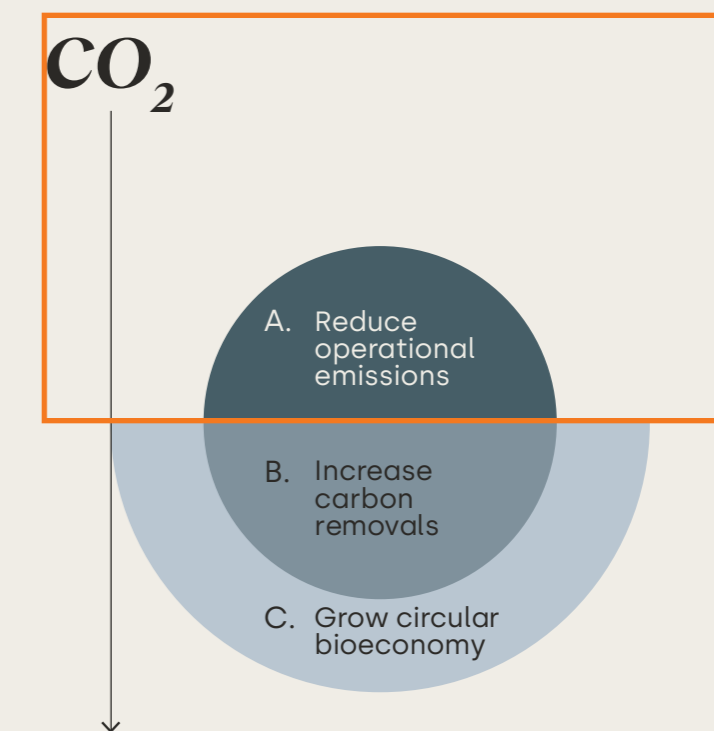 CO₂
A. Reduce
operational
emissions
B. Increase
carbon
removals
C. Grow circular
bioeconomy